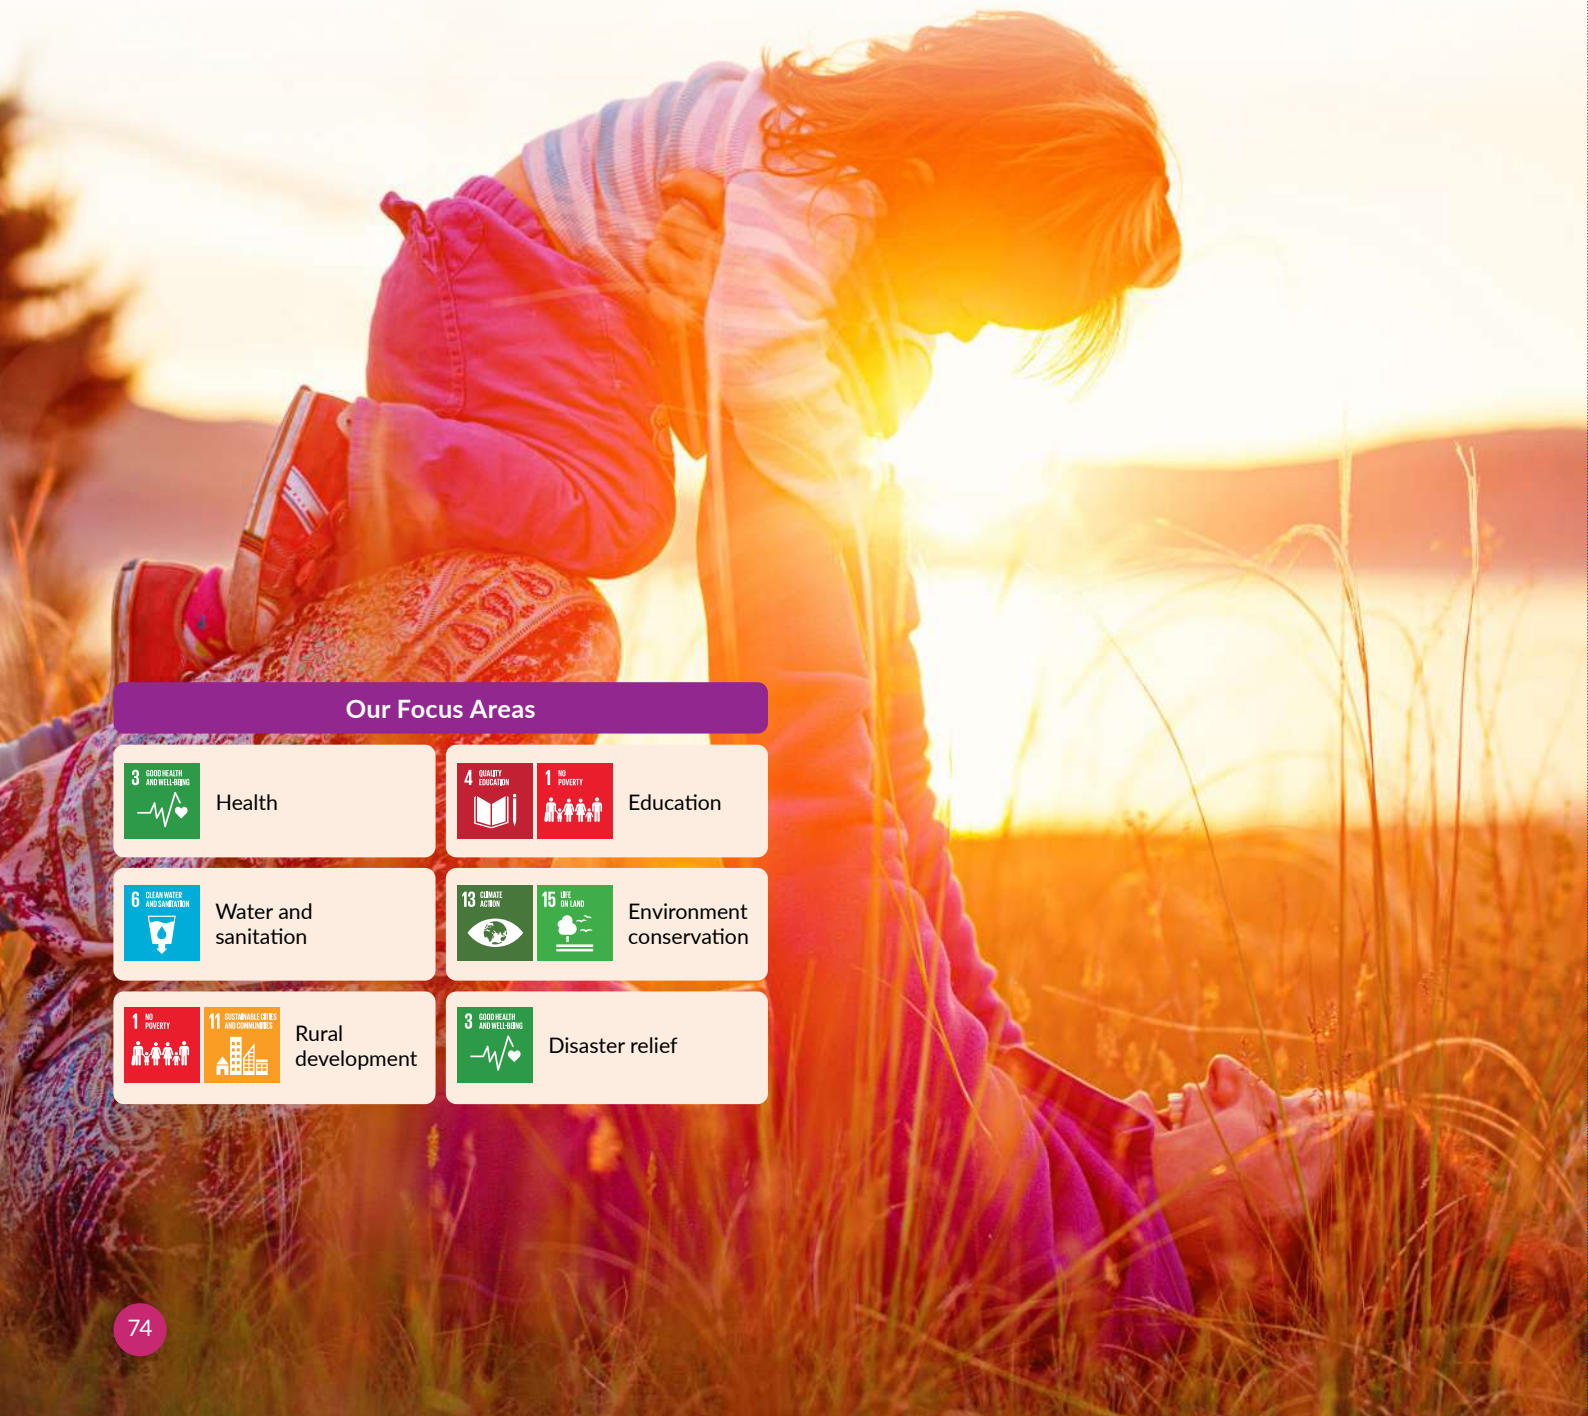 Our Focus Areas
3 GOOD HEALTH
AND WELL-BEING
Health
4 QUALITY
EDUCATION
1 NO
POVERTY
Education
6 CLEAN WATER
AND SANITATION
Water and
sanitation
13 CLIMATE
ACTION
15 LIFE
ON LAND
Environment
conservation
1 NO
POVERTY
11 SUSTAINABLE CITIES
AND COMMUNITIES
Rural
development
3 GOOD HEALTH
AND WELL-BEING
Disaster relief
74